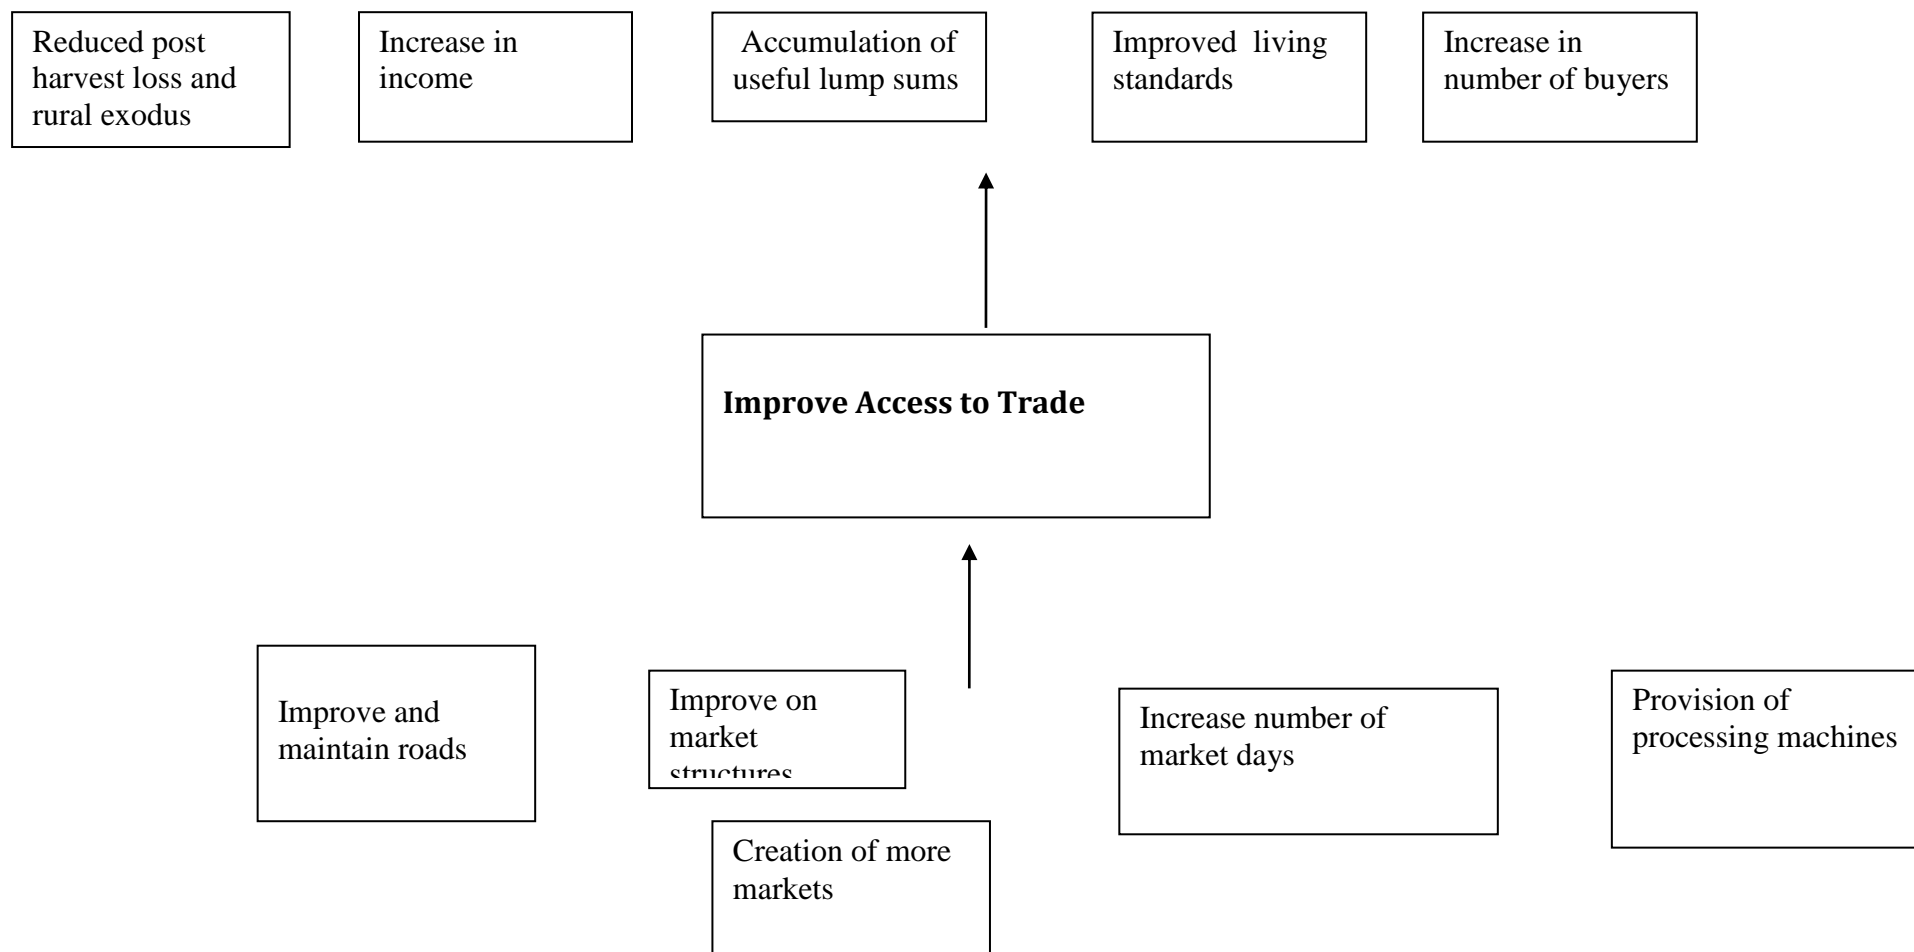 Reduced post
harvest loss and
rural exodus
Increase in
income
Accumulation of
useful lump sums
Improved living
standards
Increase in
number of buyers
Improve Access to Trade
Improve and
maintain roads
Improve on
market
structures
Increase number of
market days
Provision of
processing machines
Creation of more
markets